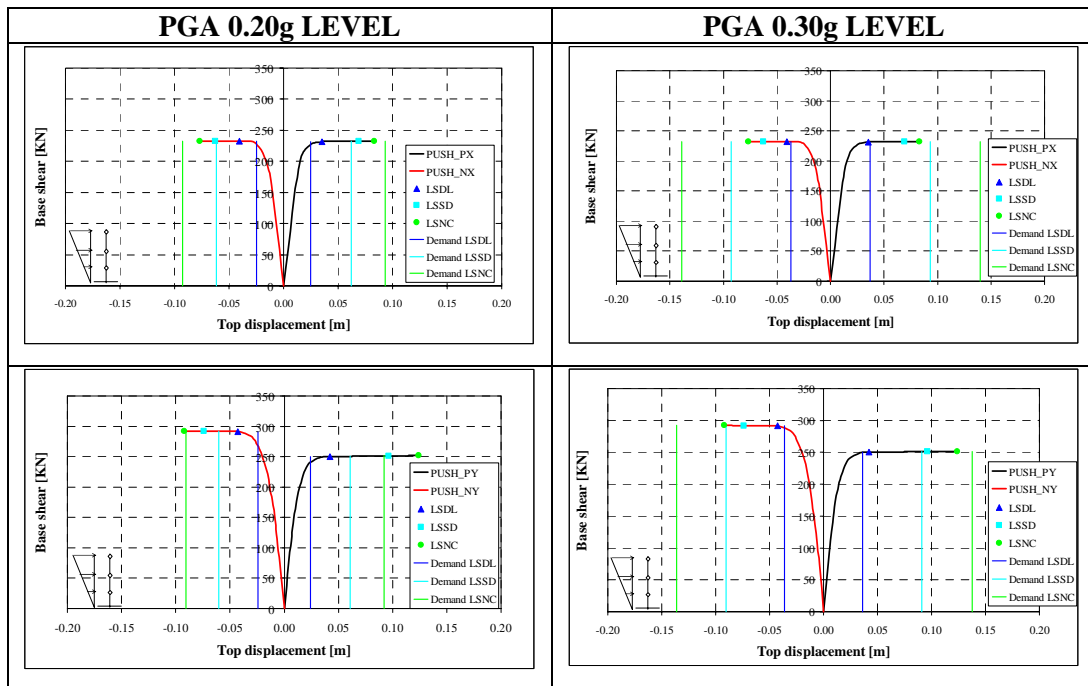 PGA 0.20g LEVEL
PGA 0.30g LEVEL
350
300
250
200
150
100
50
0
-0.20 -0.15 -0.10 -0.05 0.00 0.05 0.10 0.15 0.20
Top displacement [m]
Base shear [KN]
PUSH_PX
PUSH_NX
LSDL
LSSD
LSNC
Demand LSDL
Demand LSSD
Demand LSNC
350
300
250
200
150
100
50
0
-0.20 -0.15 -0.10 -0.05 0.00 0.05 0.10 0.15 0.20
Top displacement [m]
Base shear [KN]
PUSH_PX
PUSH_NX
LSDL
LSSD
LSNC
Demand LSDL
Demand LSSD
Demand LSNC
350
300
250
200
150
100
50
0
-0.20 -0.15 -0.10 -0.05 0.00 0.05 0.10 0.15 0.20
Top displacement [m]
Base shear [KN]
PUSH_PY
PUSH_NY
LSDL
LSSD
LSNC
Demand LSDL
Demand LSSD
Demand LSNC
350
300
250
200
150
100
50
0
-0.20 -0.15 -0.10 -0.05 0.00 0.05 0.10 0.15 0.20
Top displacement [m]
Base shear [KN]
PUSH_PY
PUSH_NY
LSDL
LSSD
LSNC
Demand LSDL
Demand LSSD
Demand LSNC